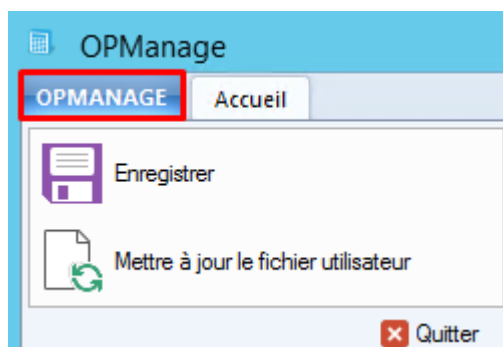 OPManage
OPMANAGE Accueil
Enregistrer
Mettre à jour le fichier utilisateur
Quitter